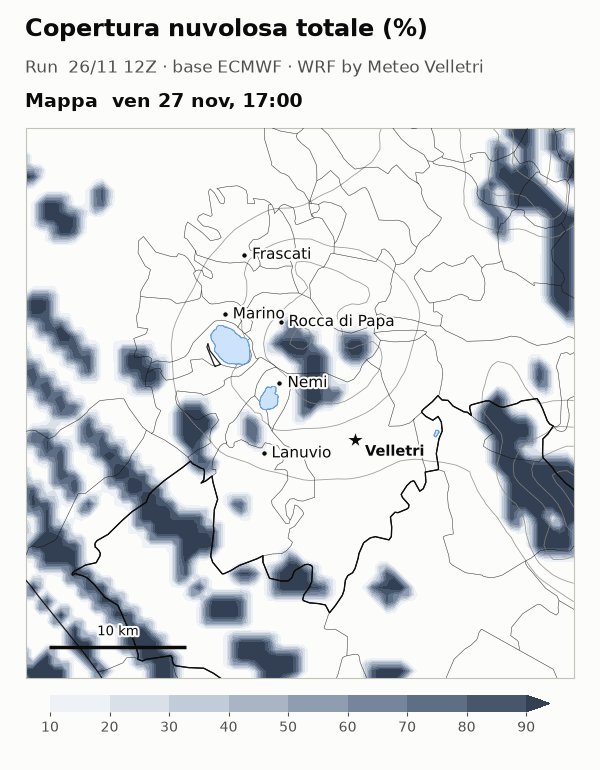 Copertura nuvolosa totale (%)
Run  26/11 12Z · base ECMWF · WRF by Meteo Velletri
Mappa  ven 27 nov, 17:00
Frascati
Marino
Rocca di Papa
Nemi
Velletri
Lanuvio
10 km
10 20 30 40 50 60 70 80 90